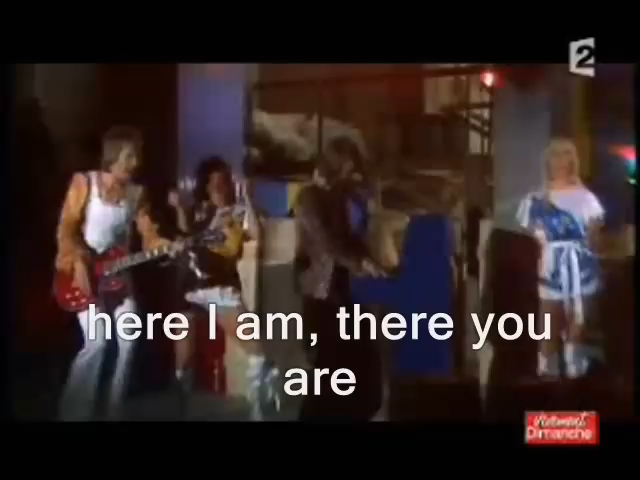 2
here I am, there you
are
Vivement
Dimanche